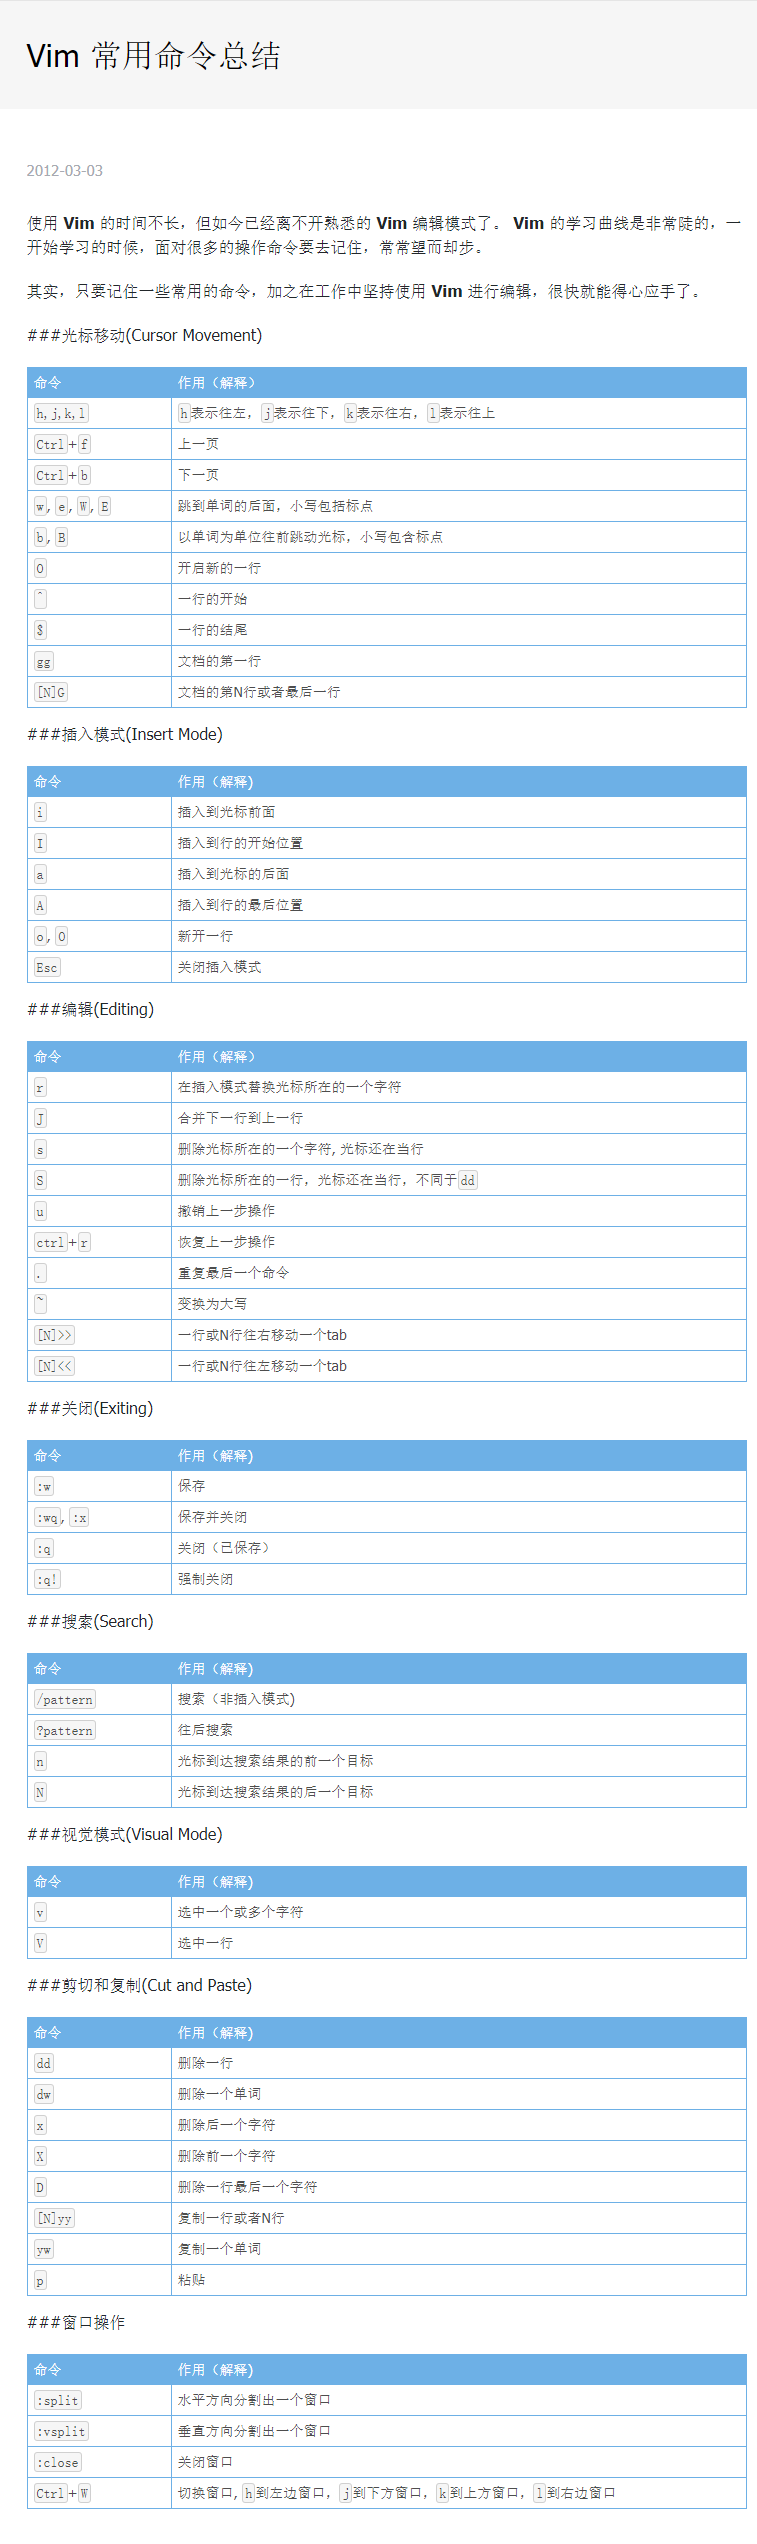 Vim 常用命令总结
2012-03-03
使用 Vim 的时间不长，但如今已经离不开熟悉的 Vim 编辑模式了。 Vim 的学习曲线是非常陡的，一
开始学习的时候，面对很多的操作命令要去记住，常常望而却步。
其实，只要记住一些常用的命令，加之在工作中坚持使用 Vim 进行编辑，很快就能得心应手了。
###光标移动(Cursor Movement)
命令 作用（解释）
h,j,k,l h表示往左，j表示往下，k表示往右，l表示往上
Ctrl+f 上一页
Ctrl+b 下一页
w,e,W,E 跳到单词的后面，小写包括标点
b,B 以单词为单位往前跳动光标，小写包含标点
O 开启新的一行
^ 一行的开始
$ 一行的结尾
gg 文档的第一行
[N]G 文档的第N行或者最后一行
###插入模式(Insert Mode)
命令 作用（解释)
i 插入到光标前面
I 插入到行的开始位置
a 插入到光标的后面
A 插入到行的最后位置
o,O 新开一行
Esc 关闭插入模式
###编辑(Editing)
命令 作用（解释）
r 在插入模式替换光标所在的一个字符
J 合并下一行到上一行
s 删除光标所在的一个字符, 光标还在当行
S 删除光标所在的一行，光标还在当行，不同于dd
u 撤销上一步操作
ctrl+r 恢复上一步操作
. 重复最后一个命令
~ 变换为大写
[N]>> 一行或N行往右移动一个tab
[N]<< 一行或N行往左移动一个tab
###关闭(Exiting)
命令 作用（解释)
:w 保存
:wq,:x 保存并关闭
:q 关闭（已保存）
:q! 强制关闭
###搜索(Search)
命令 作用（解释)
/pattern 搜索（非插入模式)
?pattern 往后搜索
n 光标到达搜索结果的前一个目标
N 光标到达搜索结果的后一个目标
###视觉模式(Visual Mode)
命令 作用（解释)
v 选中一个或多个字符
V 选中一行
###剪切和复制(Cut and Paste)
命令 作用（解释)
dd 删除一行
dw 删除一个单词
x 删除后一个字符
X 删除前一个字符
D 删除一行最后一个字符
[N]yy 复制一行或者N行
yw 复制一个单词
p 粘贴
###窗口操作
命令 作用（解释)
:split 水平方向分割出一个窗口
:vsplit 垂直方向分割出一个窗口
:close 关闭窗口
Ctrl+W 切换窗口, h到左边窗口，j到下方窗口，k到上方窗口，l到右边窗口